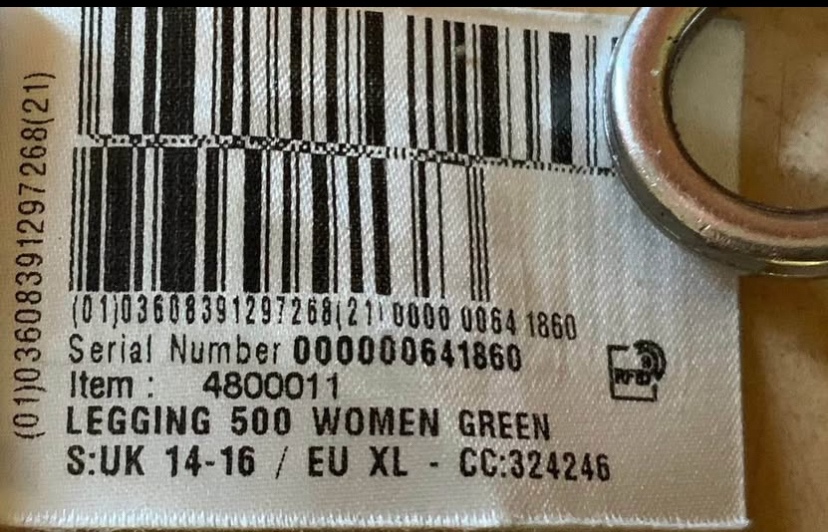 (01)03608391297268(21)
(01)03608391297268(21) 0000 0064 1860
Serial Number 000000641860
Item : 4800011
RFID
LEGGING 500 WOMEN GREEN
S:UK 14-16 / EU XL - CC:324246